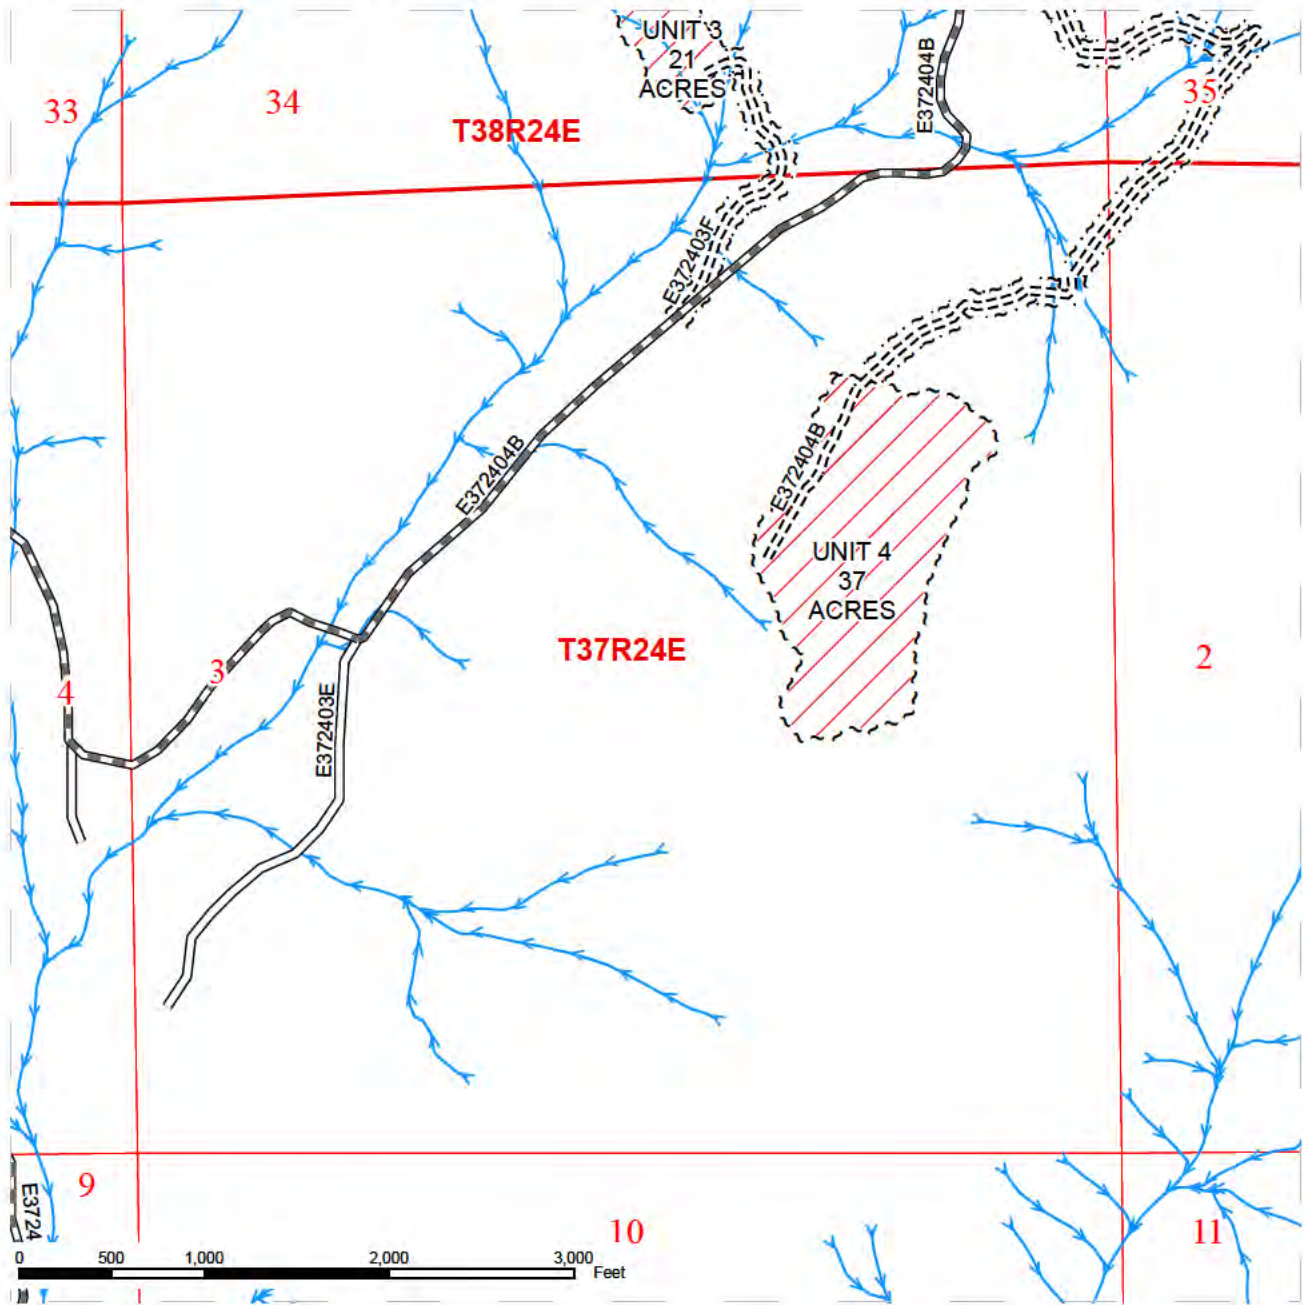 UNIT 3
21
ACRES
E372404B
33
34
35
T38R24E
E372403F
E372404B
E372404B
UNIT 4
37
ACRES
T37R24E
2
3
4
E372403E
9
E3724
10
11
0 500 1,000 2,000 3,000
Feet